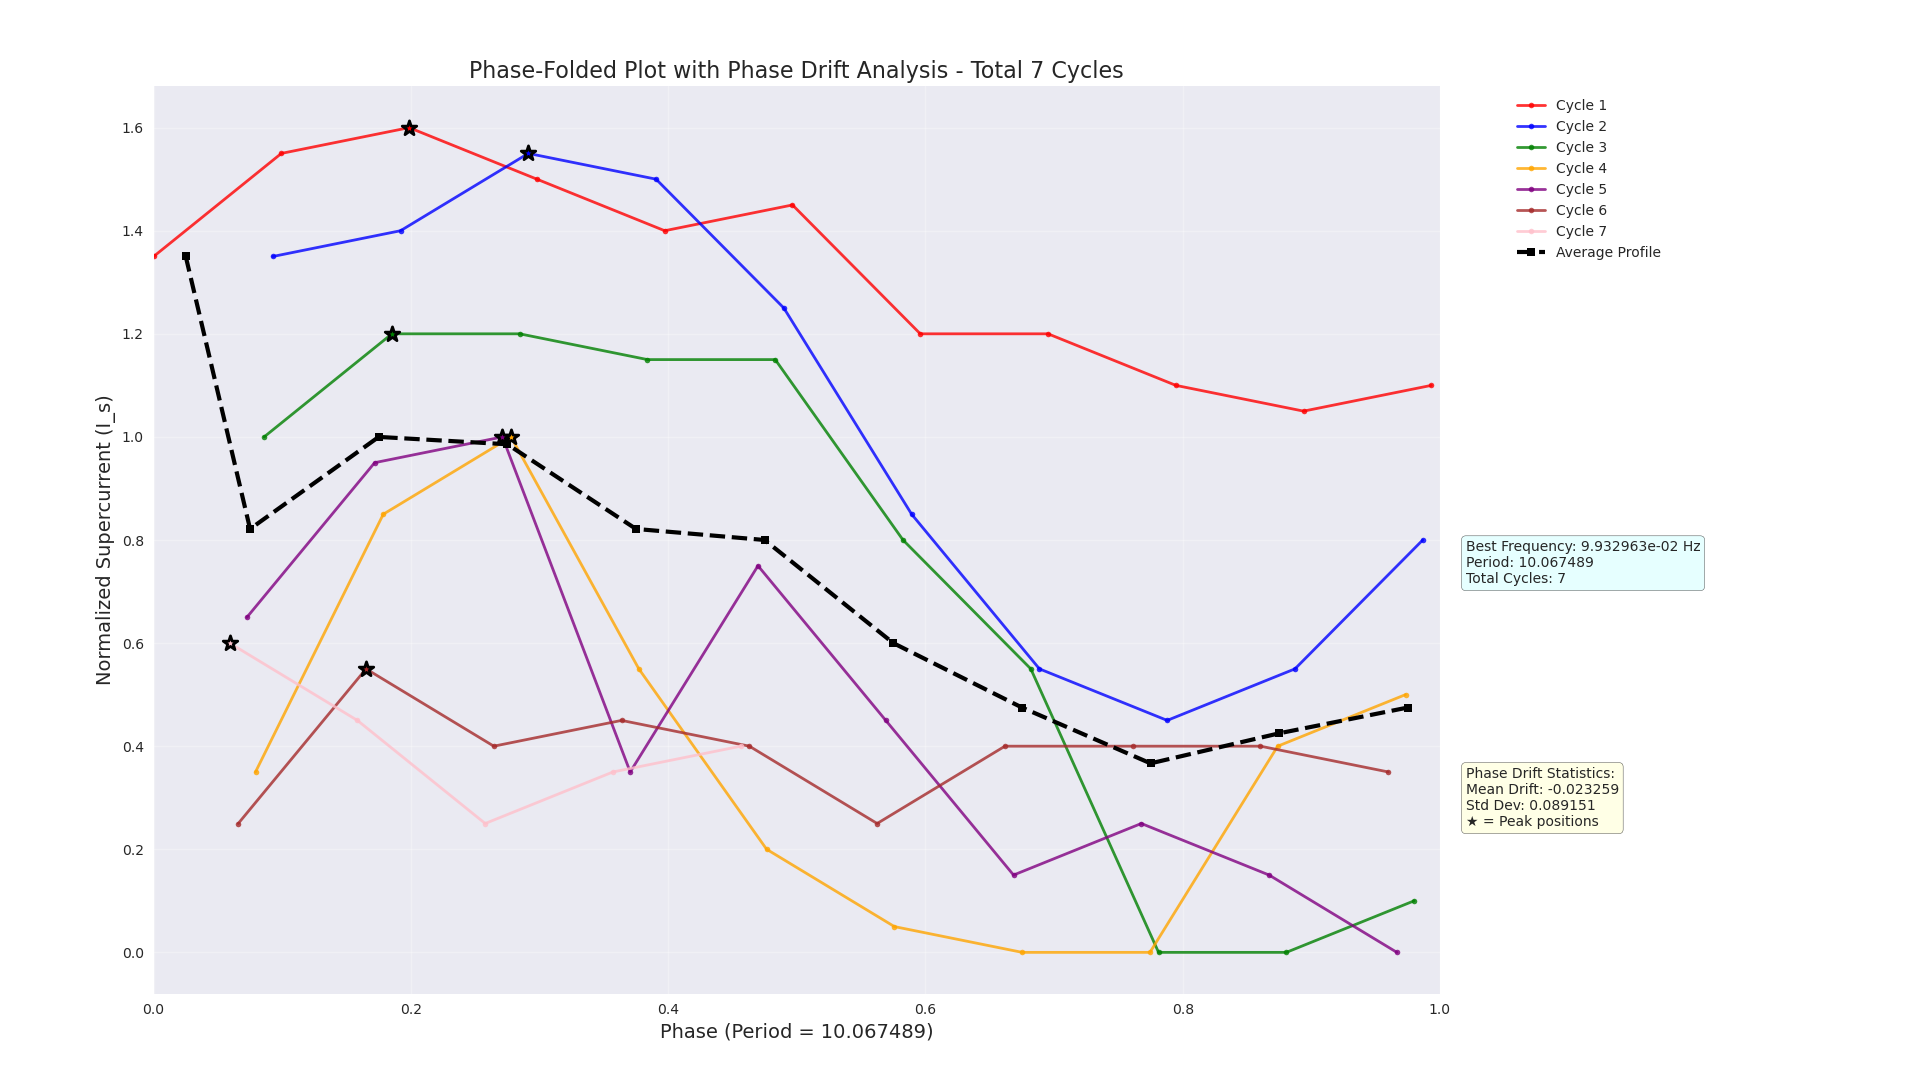 Phase-Folded Plot with Phase Drift Analysis - Total 7 Cycles
Normalized Supercurrent (I_s)
1.6
1.4
1.2
1.0
0.8
0.6
0.4
0.2
0.0
0.0 0.2 0.4 0.6 0.8 1.0
Phase (Period = 10.067489)
Cycle 1
Cycle 2
Cycle 3
Cycle 4
Cycle 5
Cycle 6
Cycle 7
Average Profile
Best Frequency: 9.932963e-02 Hz
Period: 10.067489
Total Cycles: 7
Phase Drift Statistics:
Mean Drift: -0.023259
Std Dev: 0.089151
★ = Peak positions